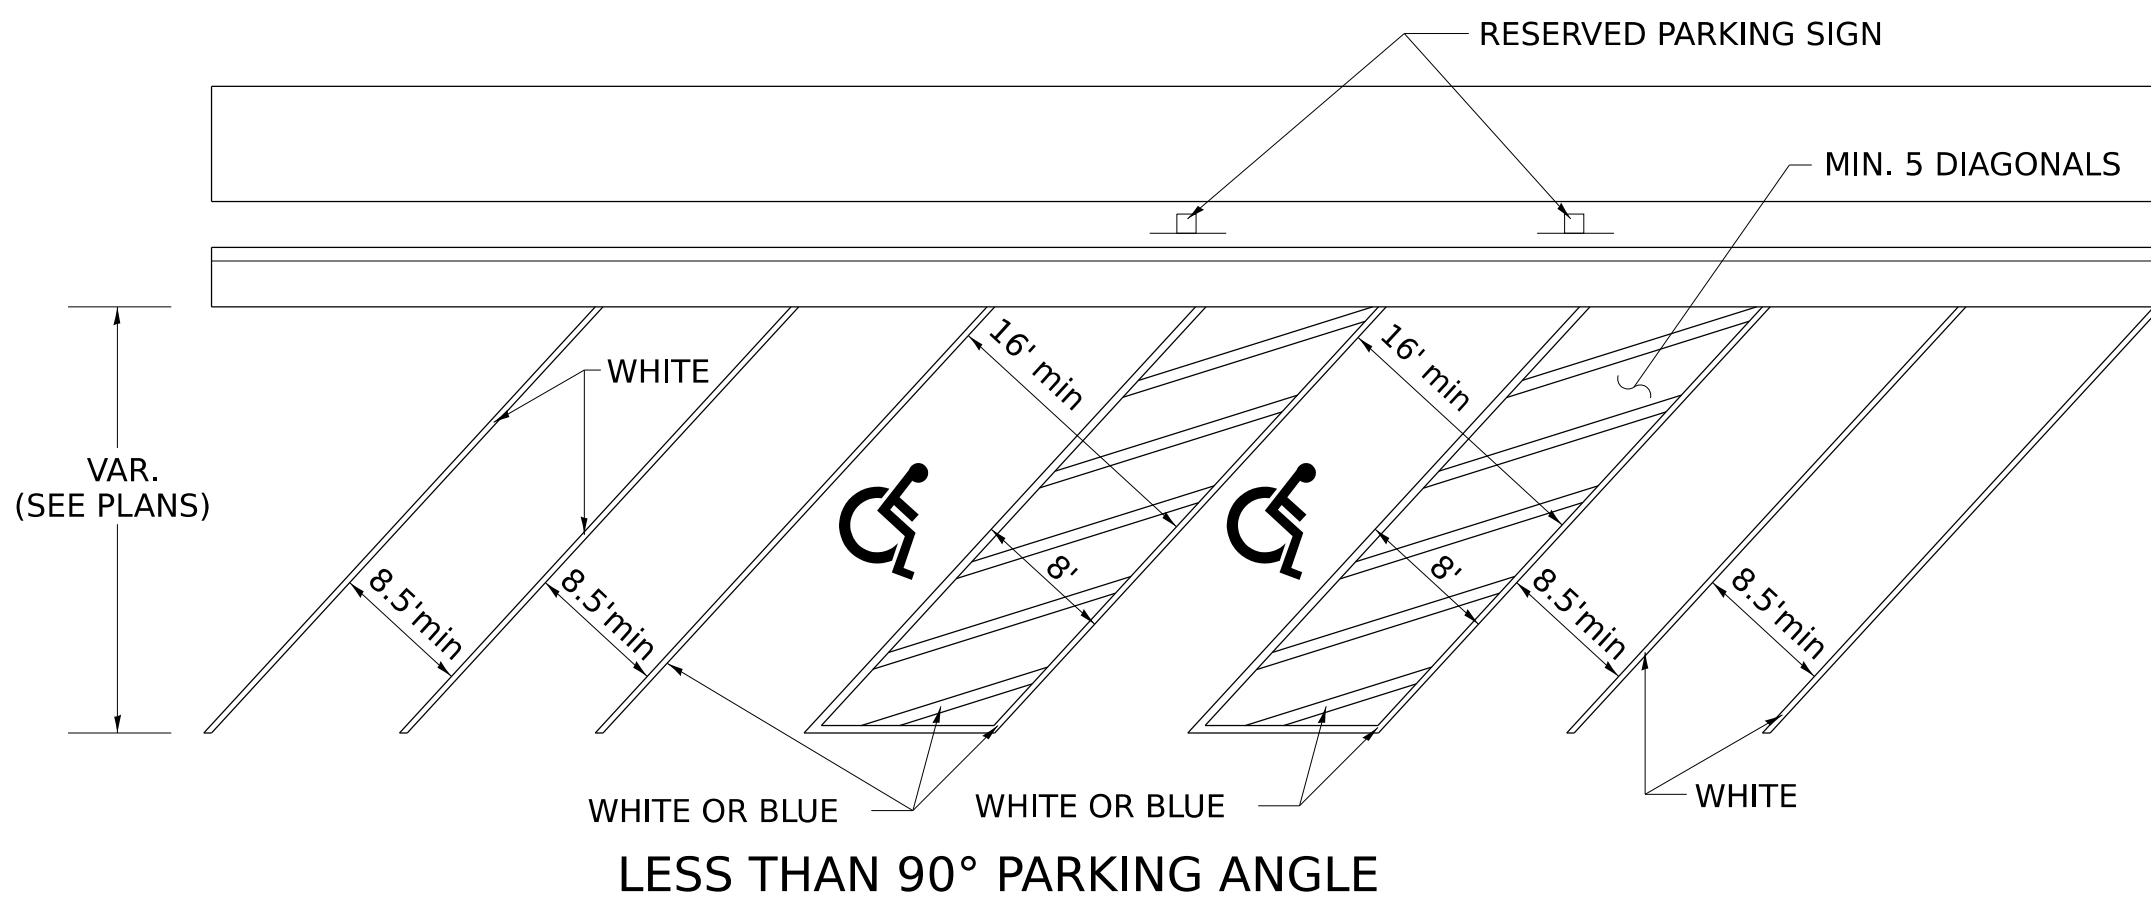 RESERVED PARKING SIGN
MIN. 5 DIAGONALS
16' min
16' min
WHITE
VAR.
(SEE PLANS)
8.5'min
8.5'min
8'
8'
8.5'min
8.5'min
WHITE OR BLUE
WHITE OR BLUE
WHITE
LESS THAN 90° PARKING ANGLE